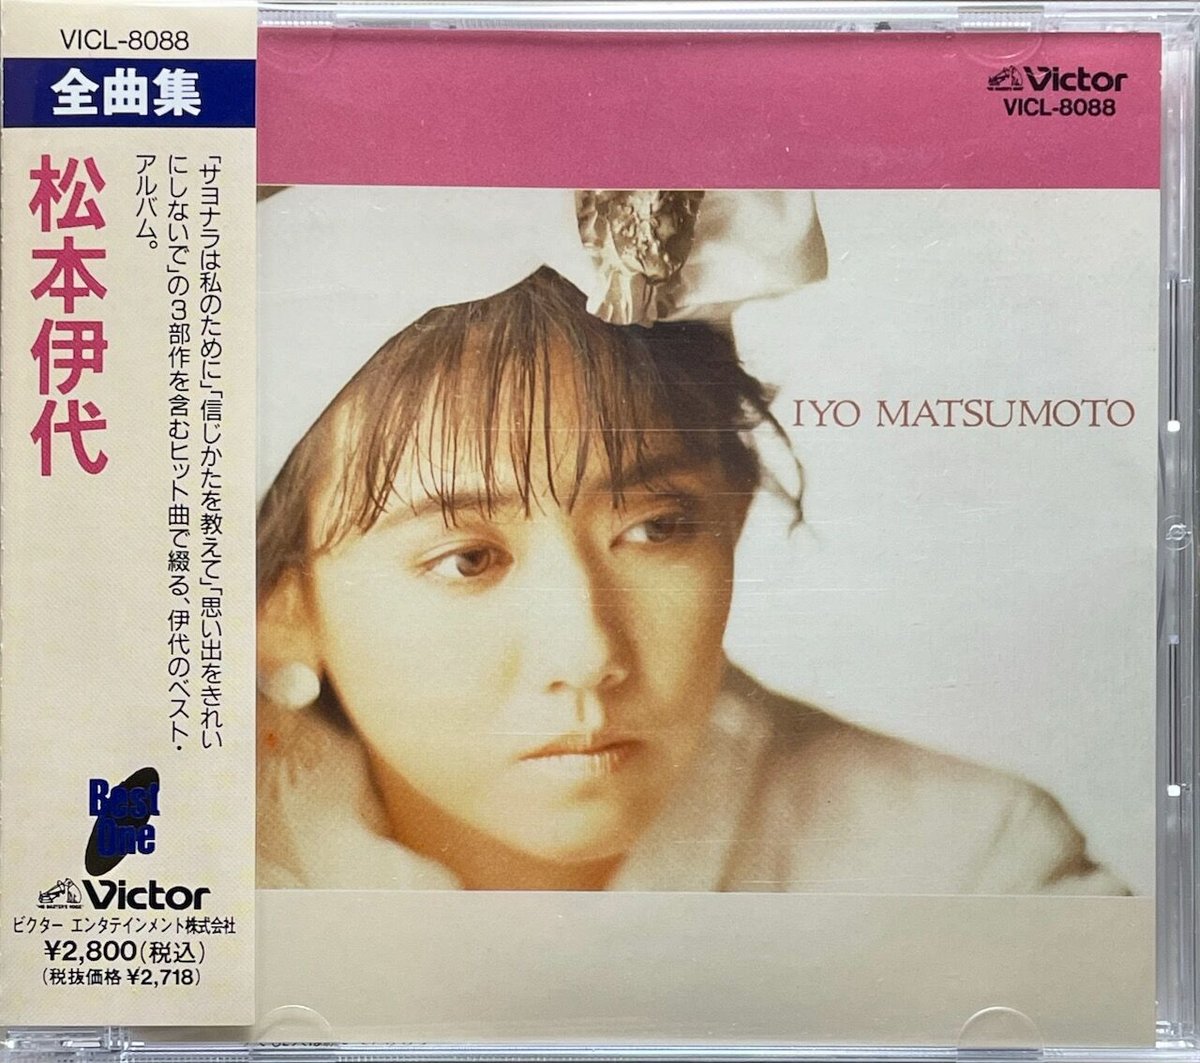 VICL-8088
全曲集
松本伊代
「サヨナラは私のために」「信じかたを教えて」「思い出をきれい
にしないで」の3部作を含むヒット曲で綴る、伊代のベスト・
アルバム。
Best
One
Victor
ビクター エンタテインメント株式会社
¥2,800(税込)
(税抜価格 ¥2,718)
Victor
VICL-8088
IYO MATSUMOTO